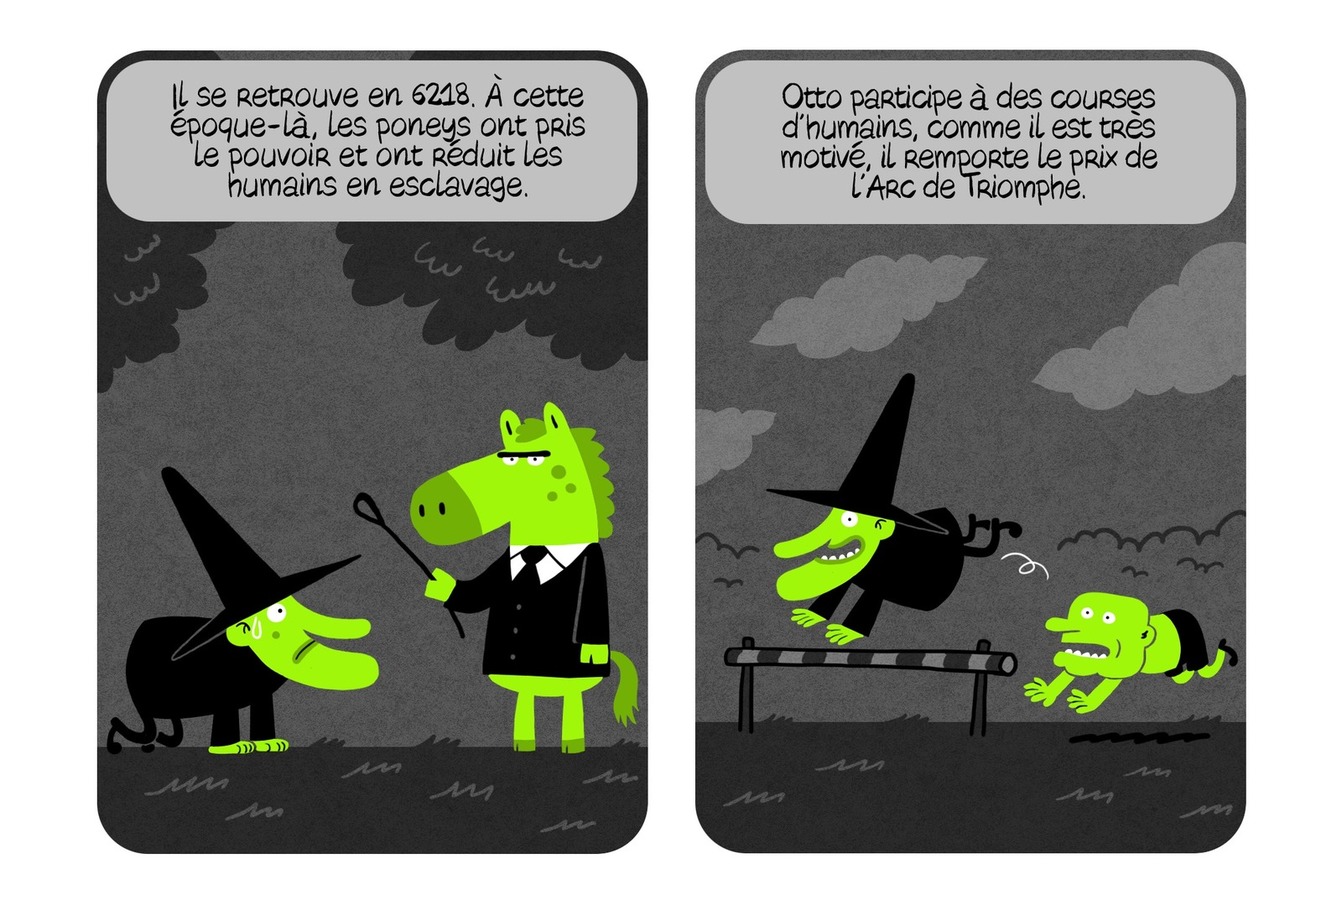 Il se retrouve en 6218. À cette
époque-là, les poneys ont pris
le pouvoir et ont réduit les
humains en esclavage.
Otto participe à des courses
d'humains, comme il est très
motivé, il remporte le prix de
l'Arc de Triomphe.